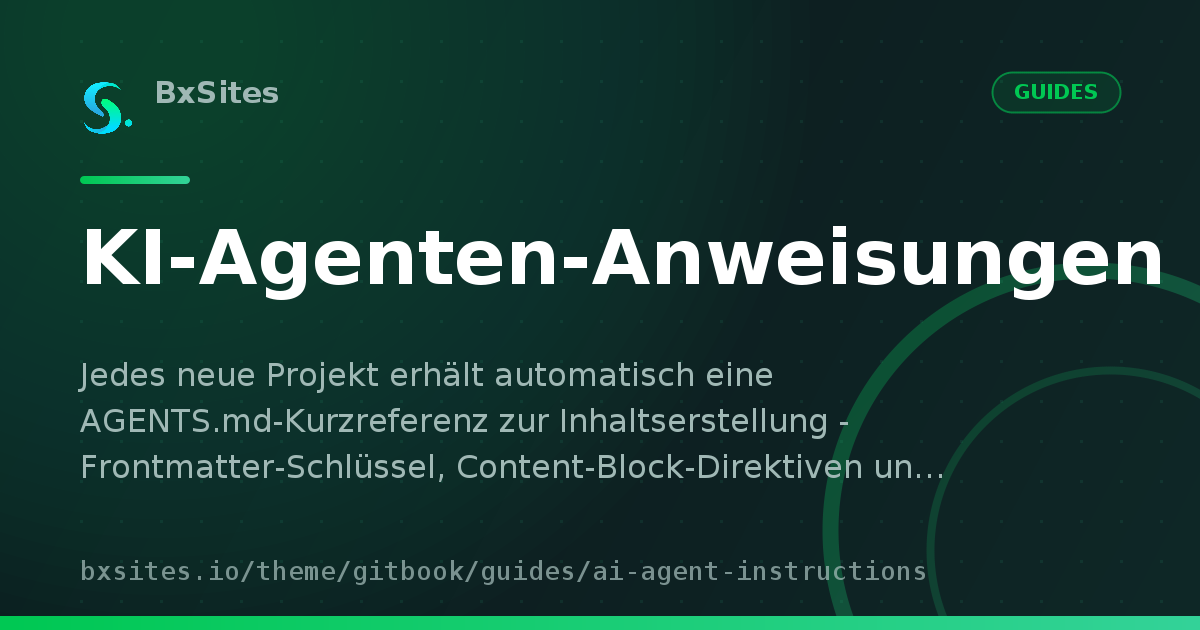 BxSites
GUIDES
KI-Agenten-Anweisungen
Jedes neue Projekt erhält automatisch eine
AGENTS.md-Kurzreferenz zur Inhaltserstellung -
Frontmatter-Schlüssel, Content-Block-Direktiven un...
bxsites.io/theme/gitbook/guides/ai-agent-instructions